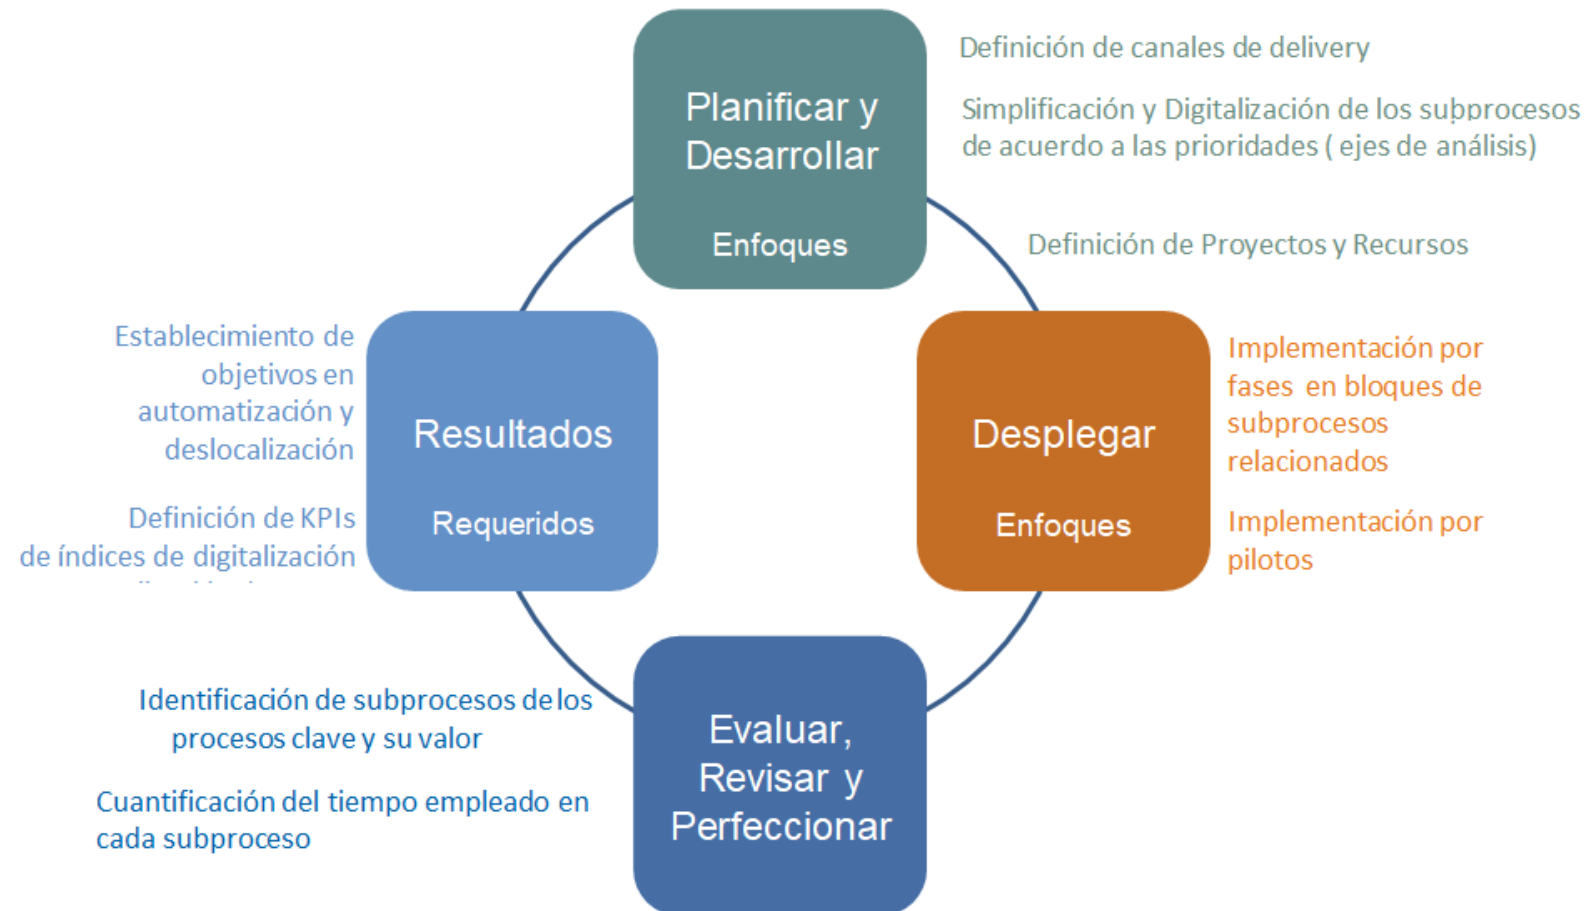 Planificar y
Desarrollar
Enfoques
Definición de canales de delivery
Simplificación y Digitalización de los subprocesos
de acuerdo a las prioridades ( ejes de análisis)
Definición de Proyectos y Recursos
Desplegar
Enfoques
Implementación por
fases en bloques de
subprocesos
relacionados
Implementación por
pilotos
Evaluar,
Revisar y
Perfeccionar
Identificación de subprocesos de los
procesos clave y su valor
Cuantificación del tiempo empleado en
cada subproceso
Resultados
Requeridos
Establecimiento de
objetivos en
automatización y
deslocalización
Definición de KPIs
de índices de digitalización